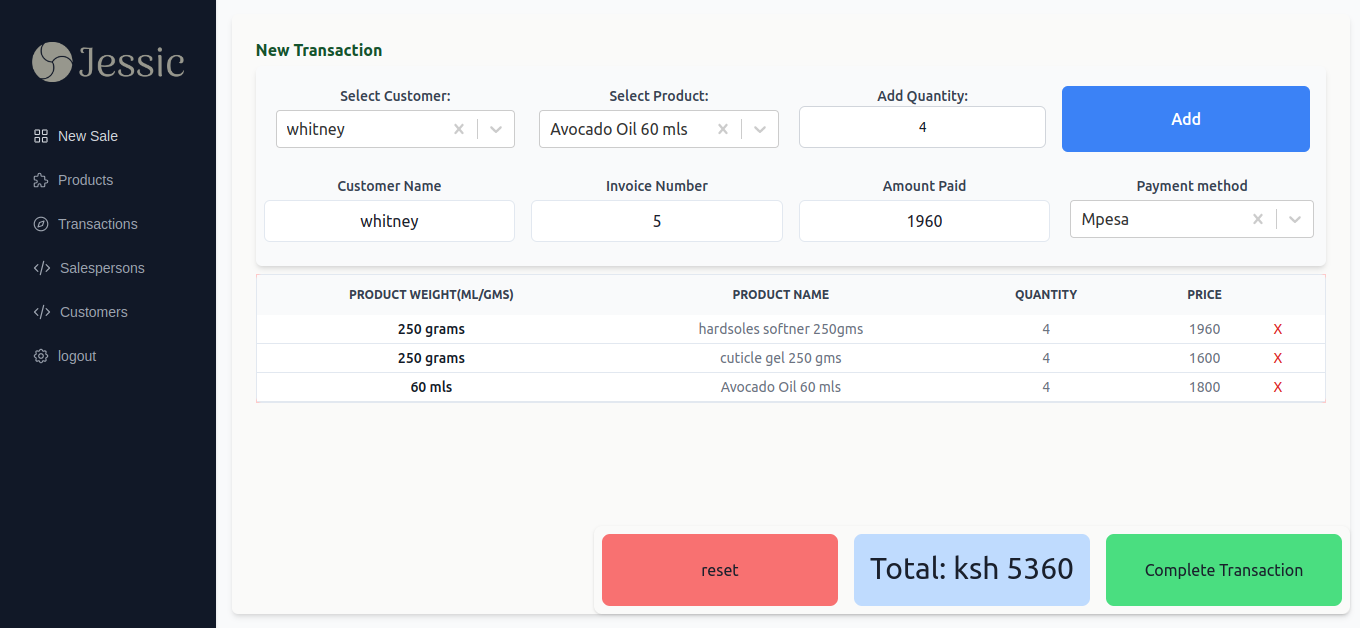 Jessic
New Sale
Products
Transactions
Salespersons
Customers
logout
New Transaction
Select Customer: Select Product: Add Quantity:
whitney Avocado Oil 60 mls 4 Add
Customer Name Invoice Number Amount Paid Payment method
whitney 5 1960 Mpesa
PRODUCT WEIGHT(ML/GMS) PRODUCT NAME QUANTITY PRICE
250 grams hardsoles softner 250gms 4 1960 X
250 grams cuticle gel 250 gms 4 1600 X
60 mls Avocado Oil 60 mls 4 1800 X
reset Total: ksh 5360 Complete Transaction